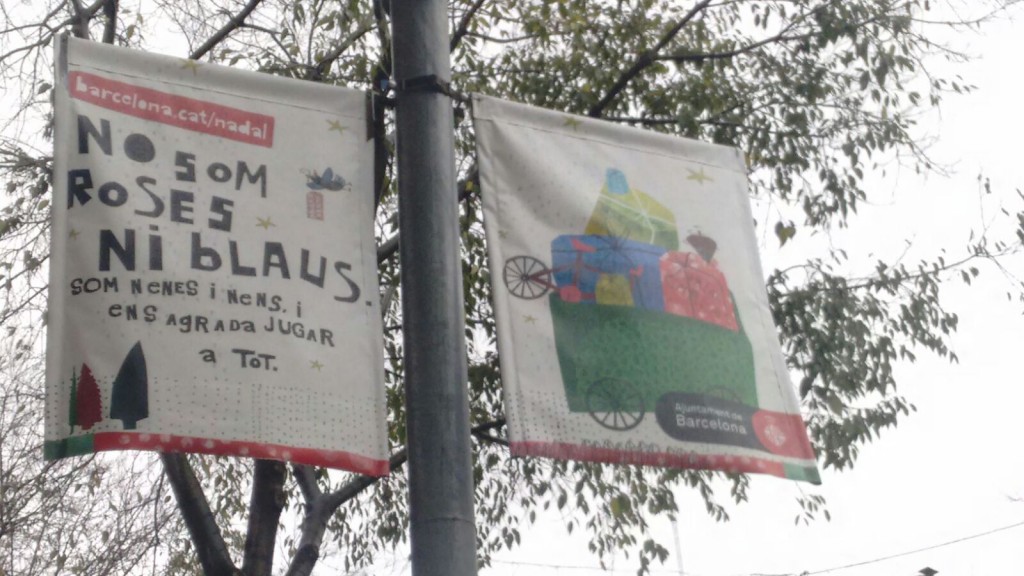 barcelona.cat/nadal
NO SOM
ROSES
NI BLAUS.
SOM NENES I NENS, I
ENS AGRADA JUGAR
A TOT.
Ajuntament de
Barcelona